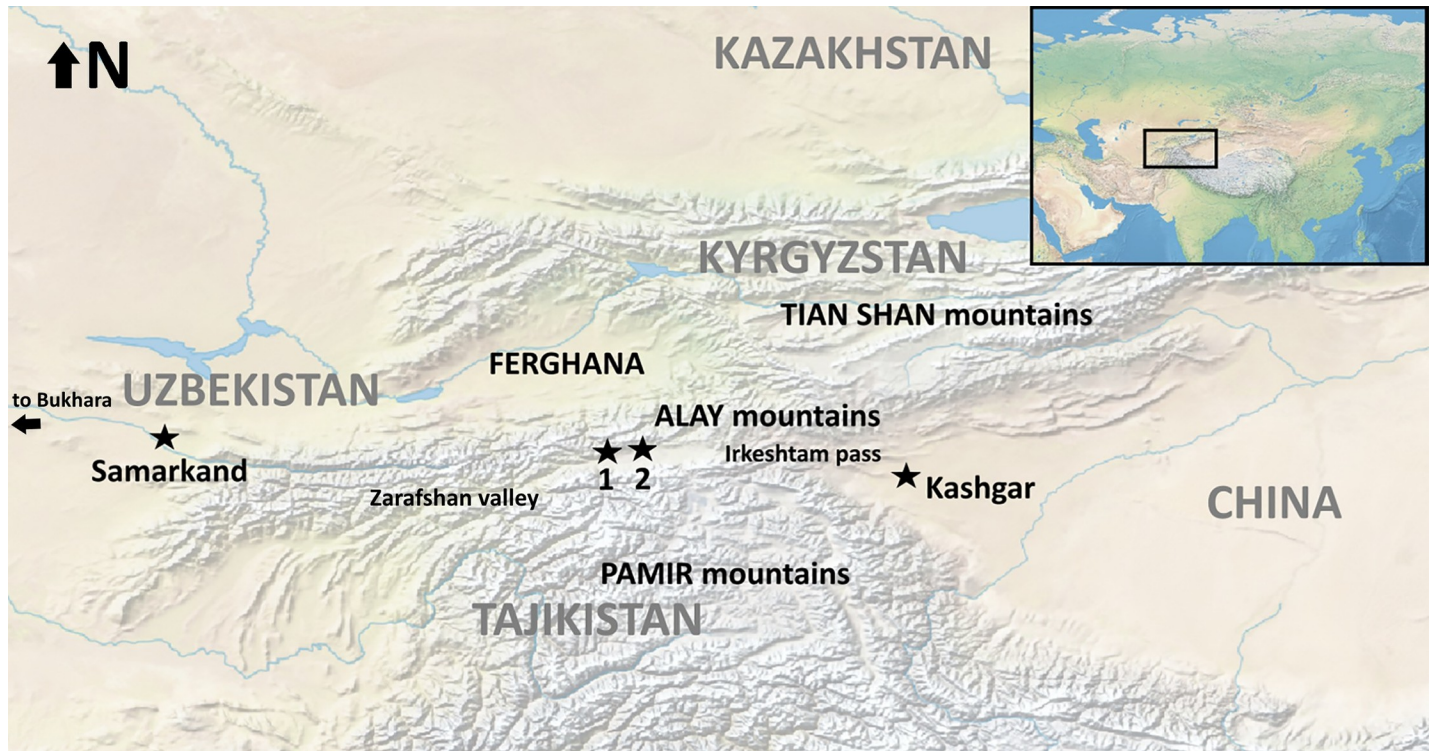 N
KAZAKHSTAN
KYRGYZSTAN
TIAN SHAN mountains
FERGHANA
UZBEKISTAN
to Bukhara
ALAY mountains
Irkeshtam pass
Samarkand
1 2
Kashgar
Zarafshan valley
CHINA
PAMIR mountains
TAJIKISTAN